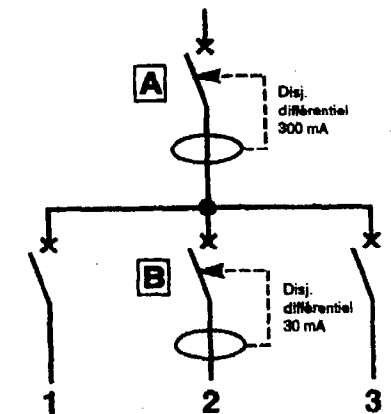 A
Disj.
différentiel
300 mA
B
Disj.
différentiel
30 mA
1 2 3